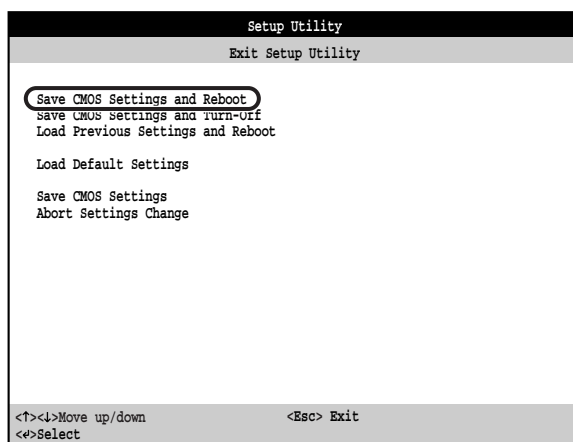 Setup Utility
Exit Setup Utility
Save CMOS Settings and Reboot
Save CMOS Settings and Turn-Off
Load Previous Settings and Reboot
Load Default Settings
Save CMOS Settings
Abort Settings Change
<↑><↓>Move up/down <Esc> Exit
<↵>Select